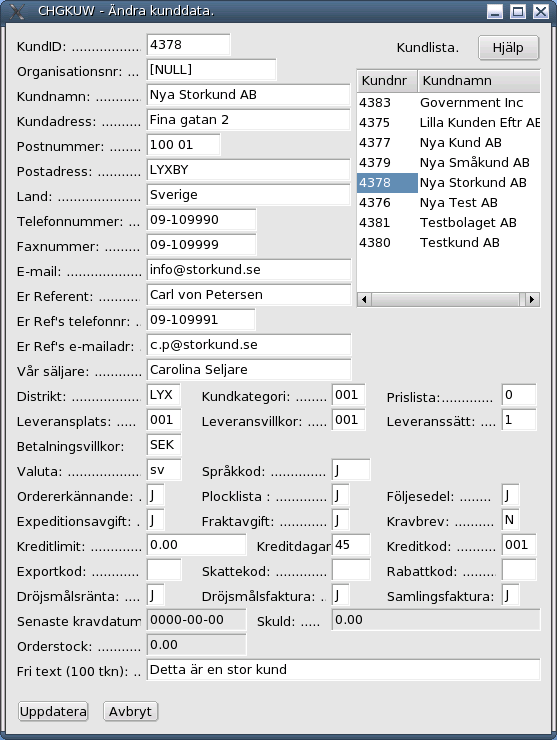 CHGKUW - Ändra kunddata.
KundID: ................. 4378 Kundlista. Hjälp
Organisationsnr: ... [NULL]
Kundnamn: ........... Nya Storkund AB
Kundadress: .......... Fina gatan 2
Postnummer: ......... 100 01
Postadress: ........... LYXBY
Land: ................... Sverige
Telefonnummer: ... 09-109990
Faxnummer: ......... 09-109999
E-mail: ................. info@storkund.se
Er Referent: .......... Carl von Petersen
Er Ref's telefonnr: .. 09-109991
Er Ref's e-mailadr: c.p@storkund.se
Vår säljare: ........... Carolina Seljare
Kundnr Kundnamn
4383 Government Inc
4375 Lilla Kunden Eftr AB
4377 Nya Kund AB
4379 Nya Småkund AB
4378 Nya Storkund AB
4376 Nya Test AB
4381 Testbolaget AB
4380 Testkund AB
Distrikt: ................ LYX Kundkategori: ....... 001 Prislista:............. 0
Leveransplats: ..... 001 Leveransvillkor: ....... 001 Leveranssätt: .... 1
Betalningsvillkor: SEK
Valuta: ................. sv Språkkod: ............. J
Ordererkännande: . J Plocklista : ............ J Följesedel: ........ J
Expeditionsavgift: .. J Fraktavgift: ............ J Kravbrev: .......... N
Kreditlimit: ............ 0.00 Kreditdagar 45 Kreditkod: .......... 001
Exportkod: ............ Skattekod: ............ Rabattkod: ..........
Dröjsmålsränta: .... J Dröjsmålsfaktura: .. J Samlingsfaktura: J
Senaste kravdatum 0000-00-00 Skuld: ..... 0.00
Orderstock: .......... 0.00
Fri text (100 tkn): .. Detta är en stor kund
Uppdatera Avbryt